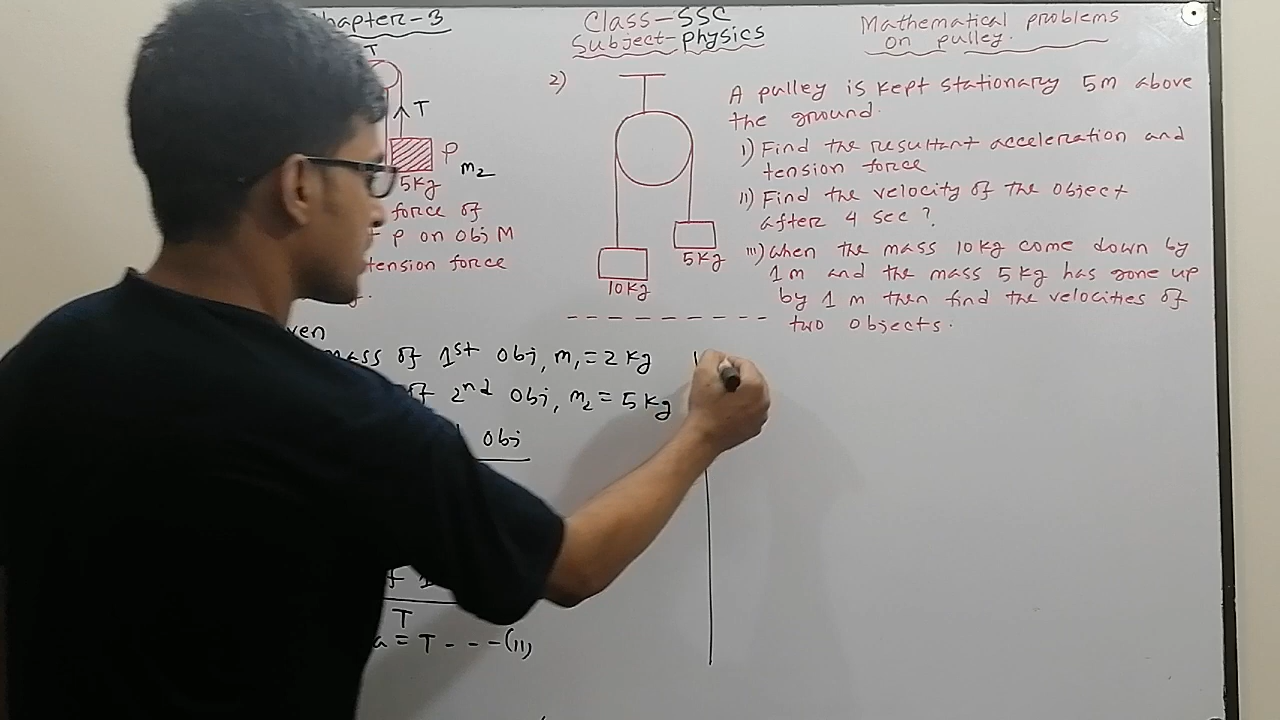 Chapter-3
Class-SSC
Subject-Physics
Mathematical problems
on pulley.
T
T
P
m2
5kg
force of
P on obj M
tension force
2)
10kg
5kg
A pulley is kept stationary 5m above
the ground.
i) Find the resultant acceleration and
tension force
ii) Find the velocity of the object
after 4 sec?
iii) When the mass 10kg come down by
1m and the mass 5kg has gone up
by 1 m then find the velocities of
two objects.
mass of 1st obj, m1 = 2 kg
of 2nd obj, m2 = 5 kg
obj
T
a = T - - - (ii)